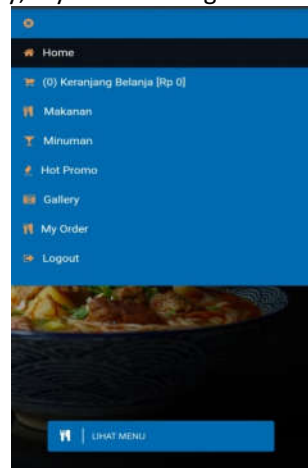 Home
(0) Keranjang Belanja [Rp 0]
Makanan
Minuman
Hot Promo
Gallery
My Order
Logout
LIHAT MENU